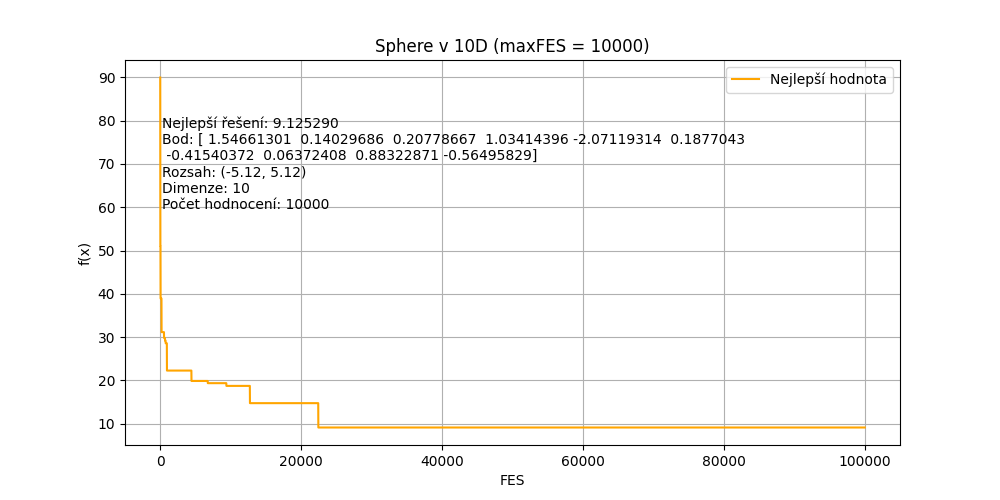 Sphere v 10D (maxFES = 10000)
Nejlepší hodnota
90
80
70
60
50
40
30
20
10
f(x)
Nejlepší řešení: 9.125290
Bod: [ 1.54661301  0.14029686  0.20778667  1.03414396 -2.07119314  0.1877043
-0.41540372  0.06372408  0.88322871 -0.56495829]
Rozsah: (-5.12, 5.12)
Dimenze: 10
Počet hodnocení: 10000
0 20000 40000 60000 80000 100000
FES